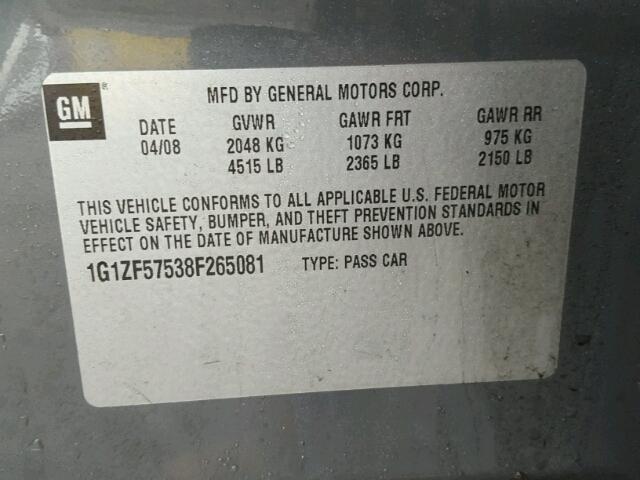 GM
MFD BY GENERAL MOTORS CORP.
DATE GVWR GAWR FRT GAWR RR
04/08 2048 KG 1073 KG 975 KG
4515 LB 2365 LB 2150 LB
THIS VEHICLE CONFORMS TO ALL APPLICABLE U.S. FEDERAL MOTOR
VEHICLE SAFETY, BUMPER, AND THEFT PREVENTION STANDARDS IN
EFFECT ON THE DATE OF MANUFACTURE SHOWN ABOVE.
1G1ZF57538F265081 TYPE: PASS CAR